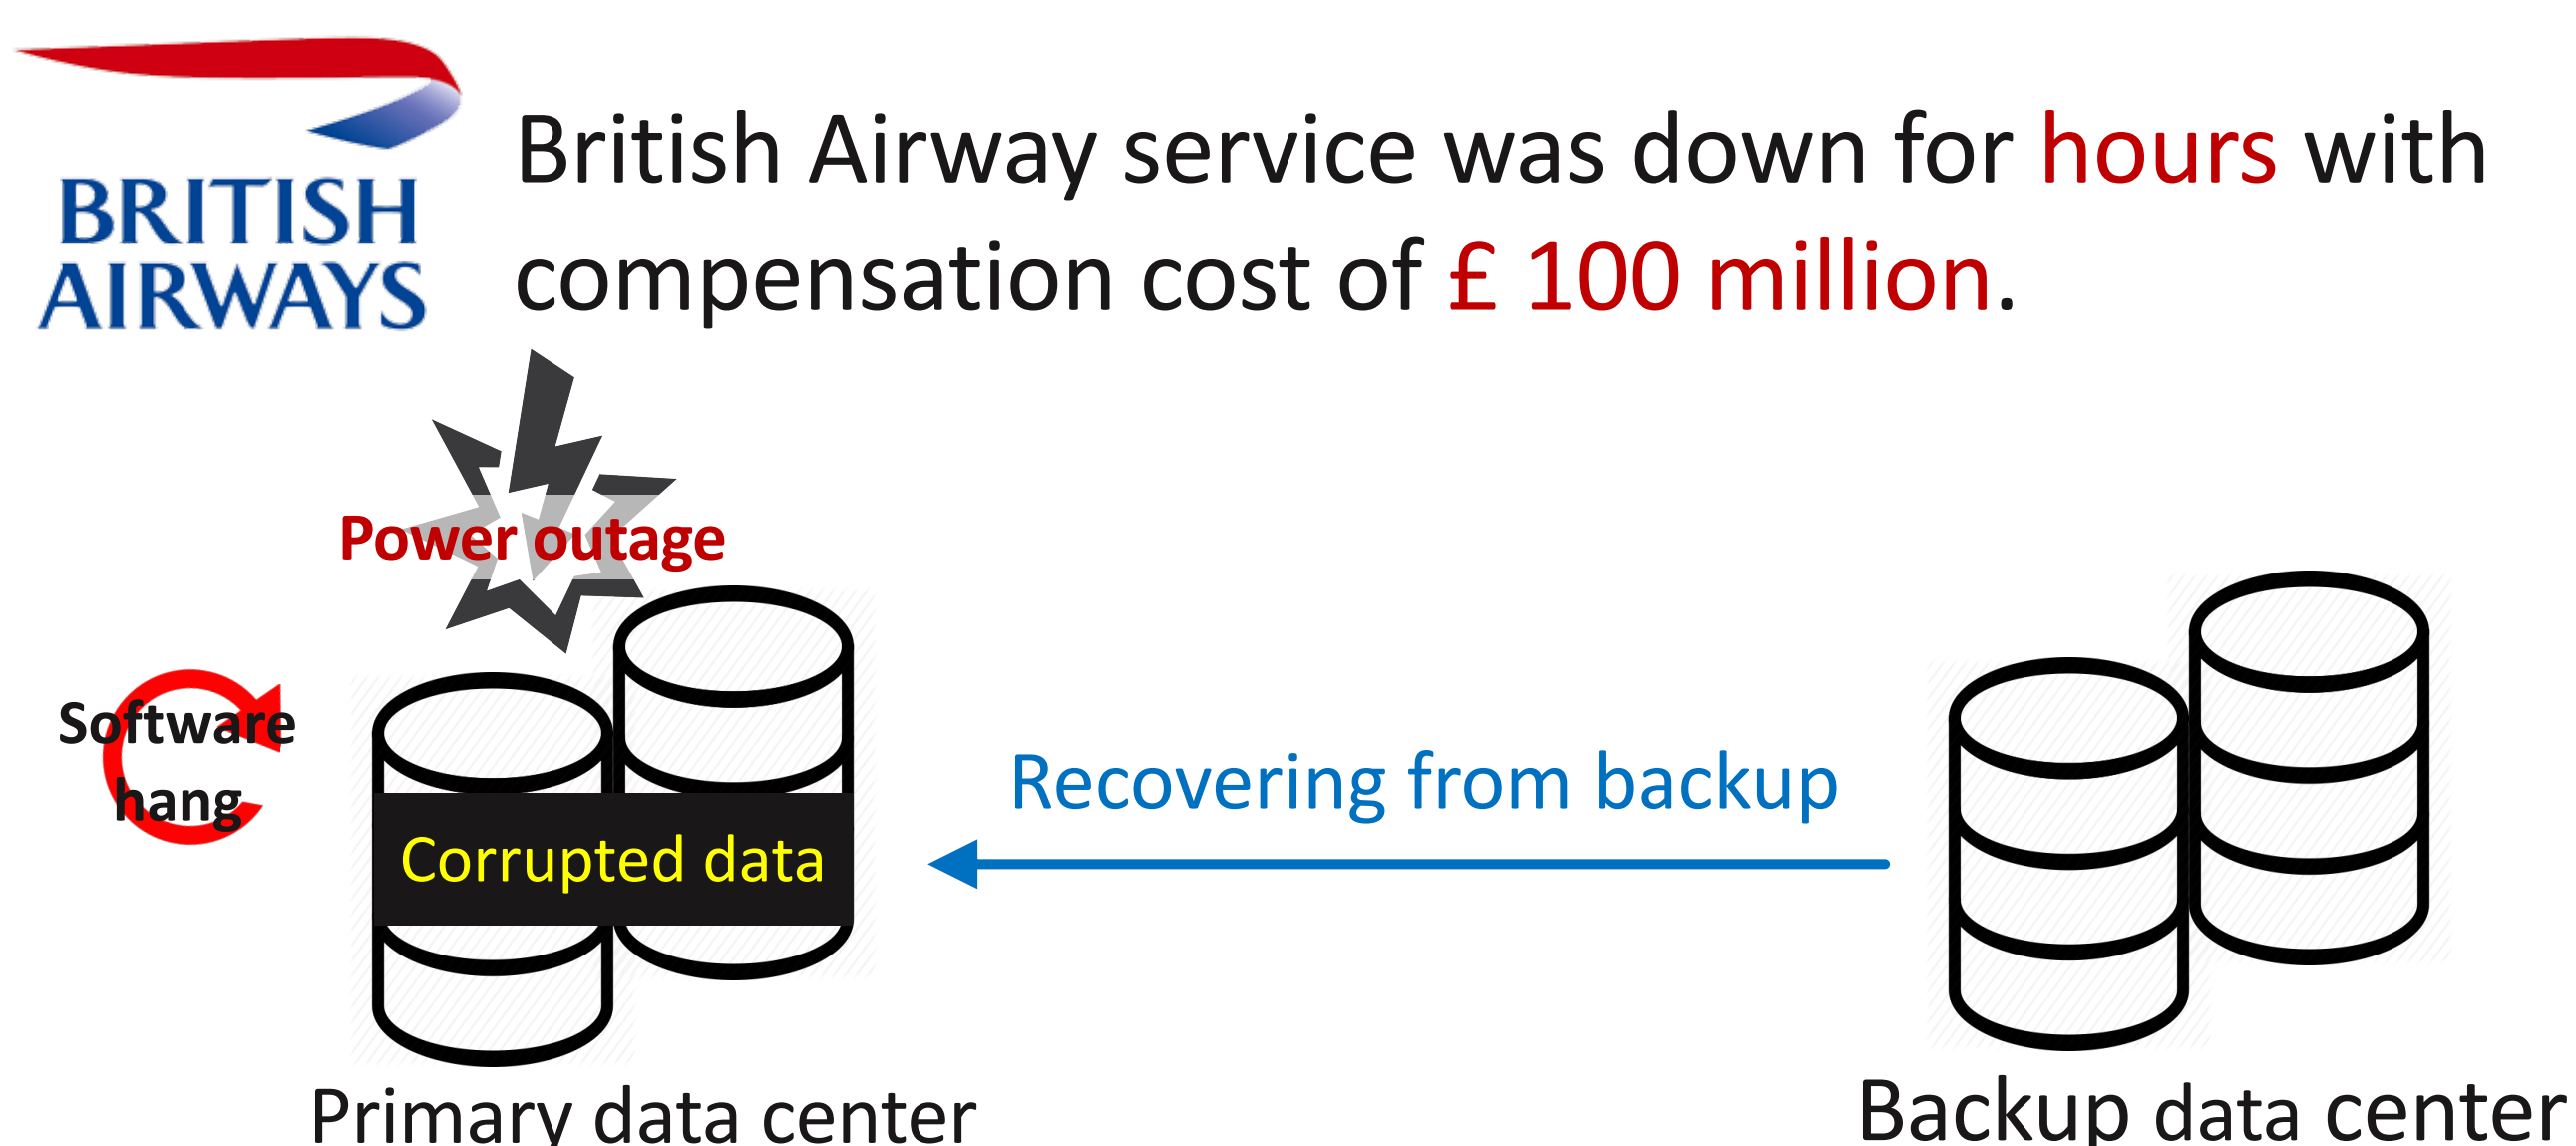 BRITISH
AIRWAYS
British Airway service was down for hours with
compensation cost of £ 100 million.
Power outage
Software
hang
Corrupted data
Recovering from backup
Primary data center
Backup data center